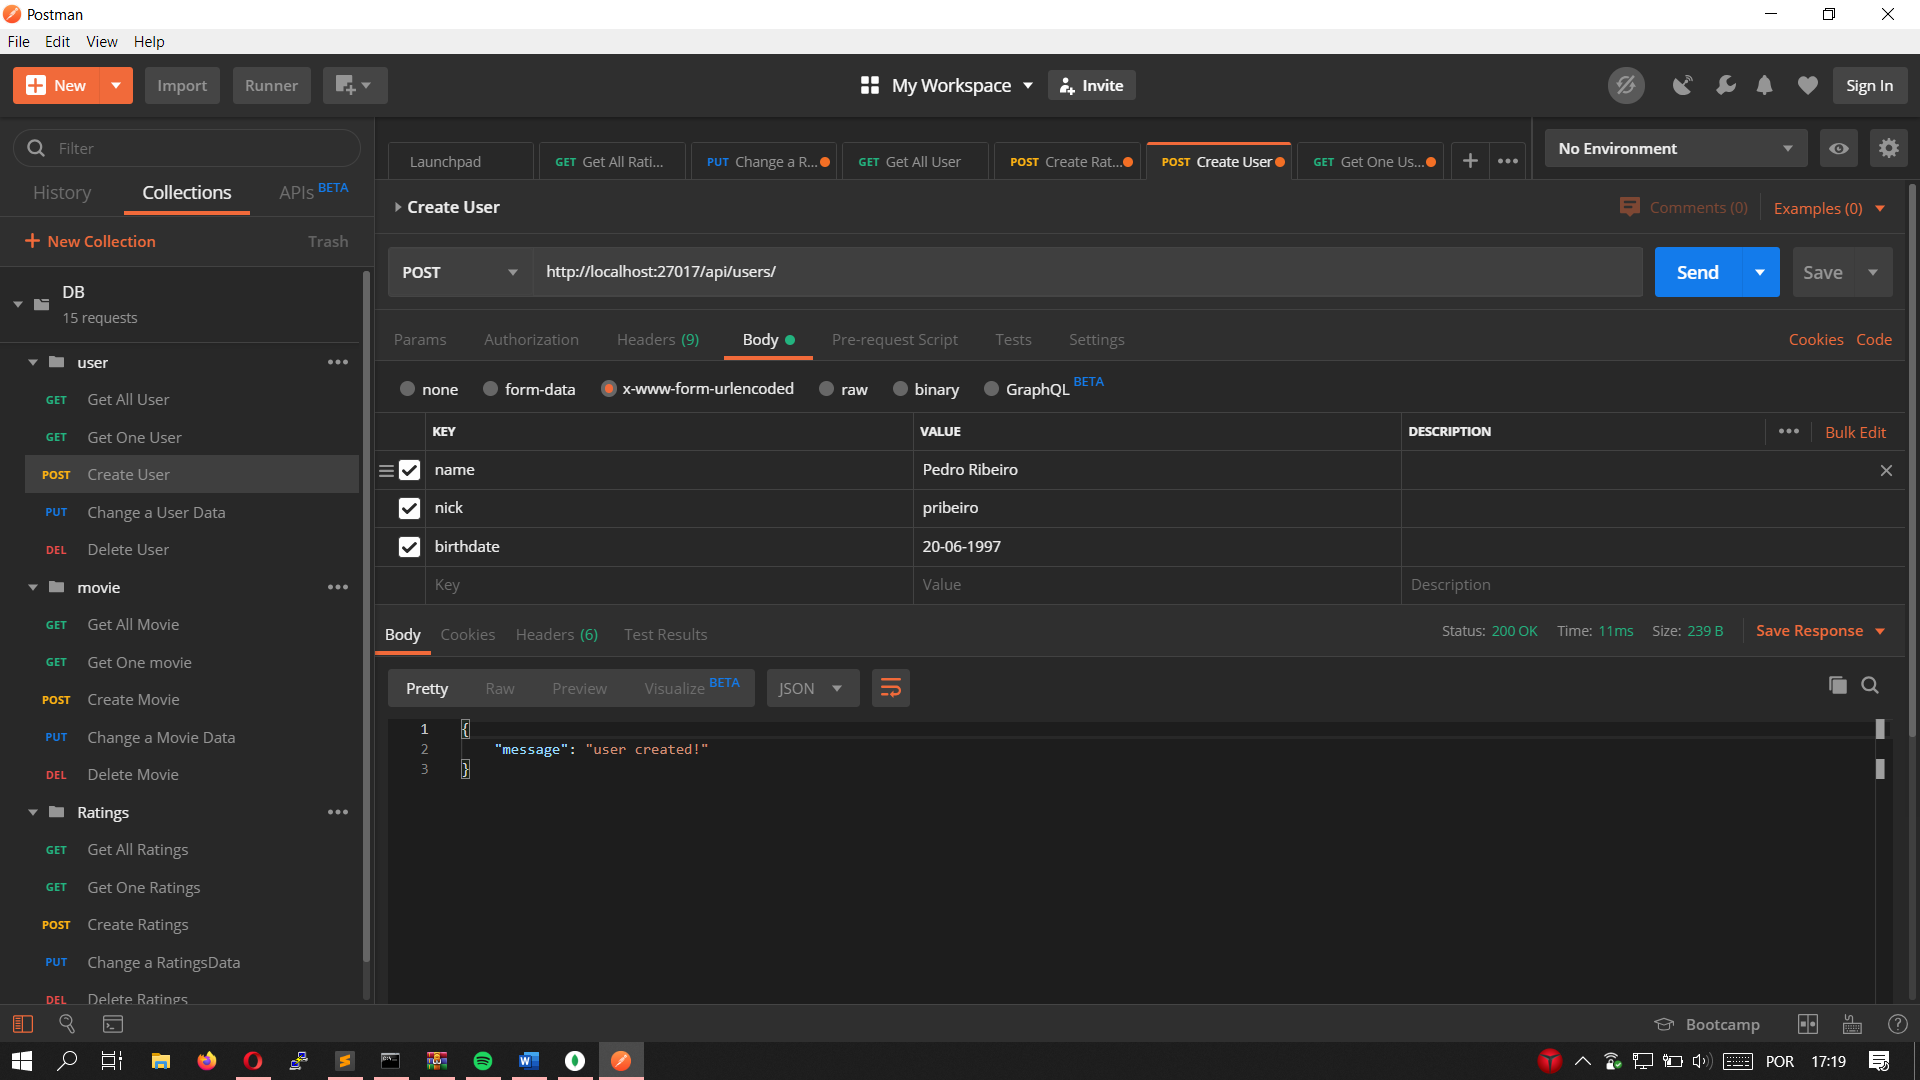 Postman
File Edit View Help
New Import Runner My Workspace Invite Sign In
Filter
History Collections APIs BETA
New Collection Trash
DB
15 requests
user
GET Get All User
GET Get One User
POST Create User
PUT Change a User Data
DEL Delete User
movie
GET Get All Movie
GET Get One movie
POST Create Movie
PUT Change a Movie Data
DEL Delete Movie
Ratings
GET Get All Ratings
GET Get One Ratings
POST Create Ratings
PUT Change a RatingsData
DEL Delete Ratings
Launchpad GET Get All Rati... PUT Change a R... GET Get All User POST Create Rat... POST Create User GET Get One Us... No Environment
Create User Comments (0) Examples (0)
POST http://localhost:27017/api/users/ Send Save
Params Authorization Headers (9) Body Pre-request Script Tests Settings Cookies Code
none form-data x-www-form-urlencoded raw binary GraphQL BETA
KEY VALUE DESCRIPTION Bulk Edit
name Pedro Ribeiro
nick pribeiro
birthdate 20-06-1997
Key Value Description
Body Cookies Headers (6) Test Results Status: 200 OK Time: 11ms Size: 239 B Save Response
Pretty Raw Preview Visualize BETA JSON
1 {
2 "message": "user created!"
3 }
Bootcamp
POR 17:19